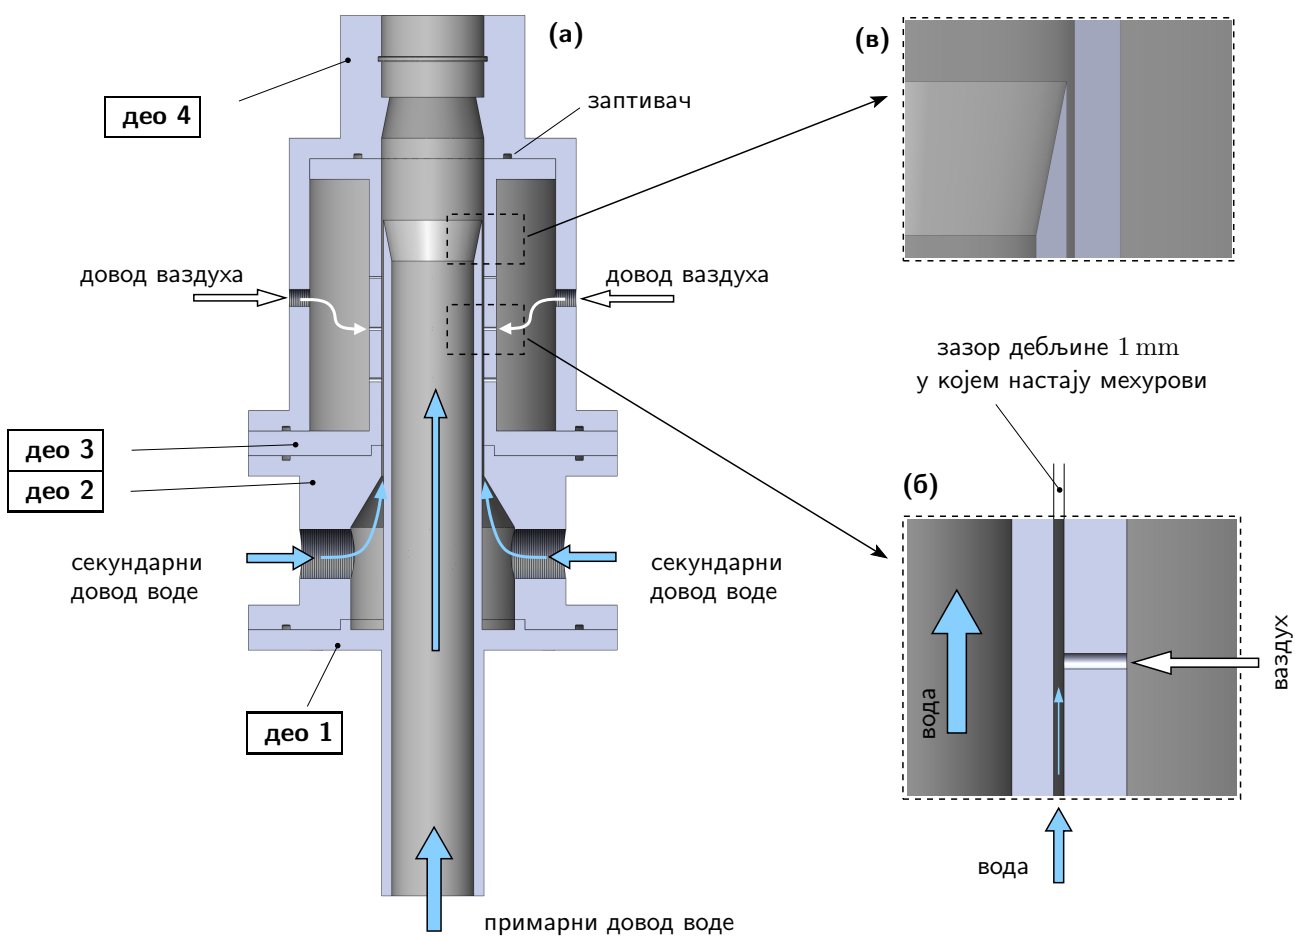 (а)
(в)
део 4
заптивач
довод ваздуха
довод ваздуха
зазор дебљине 1 mm
у којем настају мехурови
део 3
део 2
(б)
секундарни
довод воде
секундарни
довод воде
ваздух
вода
део 1
вода
примарни довод воде